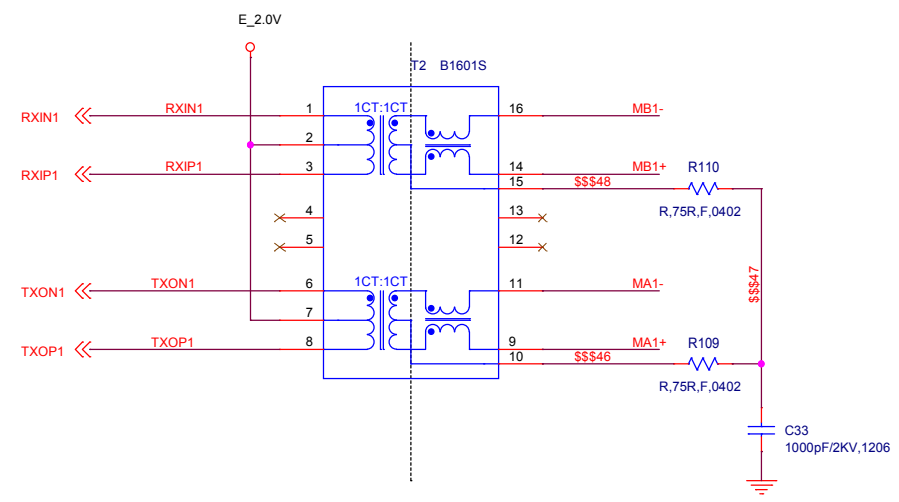 E_2.0V
T2 B1601S
RXIN1 RXIN1 1 1CT:1CT 16 MB1-
2
RXIP1 RXIP1 3 14 MB1+ R110
15 $$$48
R,75R,F,0402
4 13
5 12
$$$47
TXON1 TXON1 6 1CT:1CT 11 MA1-
7
TXOP1 TXOP1 8 9 MA1+ R109
10 $$$46
R,75R,F,0402
C33
1000pF/2KV,1206